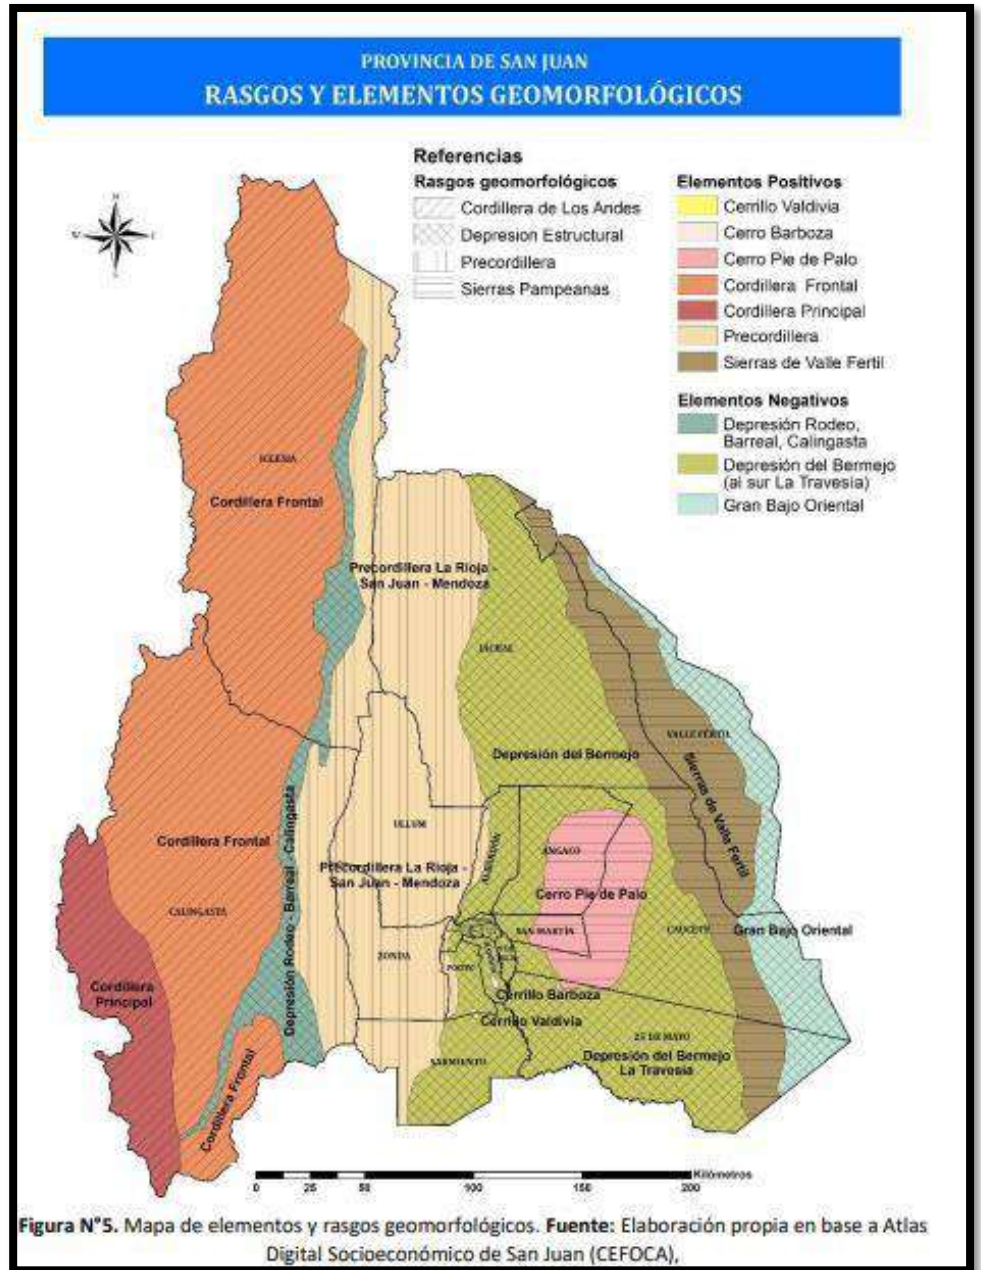 PROVINCIA DE SAN JUAN
RASGOS Y ELEMENTOS GEOMORFOLÓGICOS
Referencias
Rasgos geomorfológicos
Cordillera de Los Andes
Depresion Estructural
Precordillera
Sierras Pampeanas
Elementos Positivos
Cerrillo Valdivia
Cerro Barboza
Cerro Pie de Palo
Cordillera Frontal
Cordillera Principal
Precordillera
Sierras de Valle Fertil
Elementos Negativos
Depresión Rodeo,
Barreal, Calingasta
Depresión del Bermejo
(al sur La Travesia)
Gran Bajo Oriental
IGLESIA
Cordillera Frontal
Precordillera La Rioja -
San Juan - Mendoza
JÁCHAL
VALLE FÉRTIL
Depresión del Bermejo
Sierras de Valle Fertil
ULLUM
ALBARDÓN
ANGACO
Cordillera Frontal
Depresión Rodeo - Barreal - Calingasta
Precordillera La Rioja -
San Juan - Mendoza
Cerro Pie de Palo
CALINGASTA
SAN MARTÍN
CAUCETE
Gran Bajo Oriental
ZONDA
POCITO
Cordillera
Principal
Cerrillo Barboza
Cerrillo Valdivia
25 DE MAYO
SARMIENTO
Depresión del Bermejo
La Travesia
Cordillera Frontal
Kilómetros
0 25 50 100 150 200
Figura N°5. Mapa de elementos y rasgos geomorfológicos. Fuente: Elaboración propia en base a Atlas
Digital Socioeconómico de San Juan (CEFOCA),